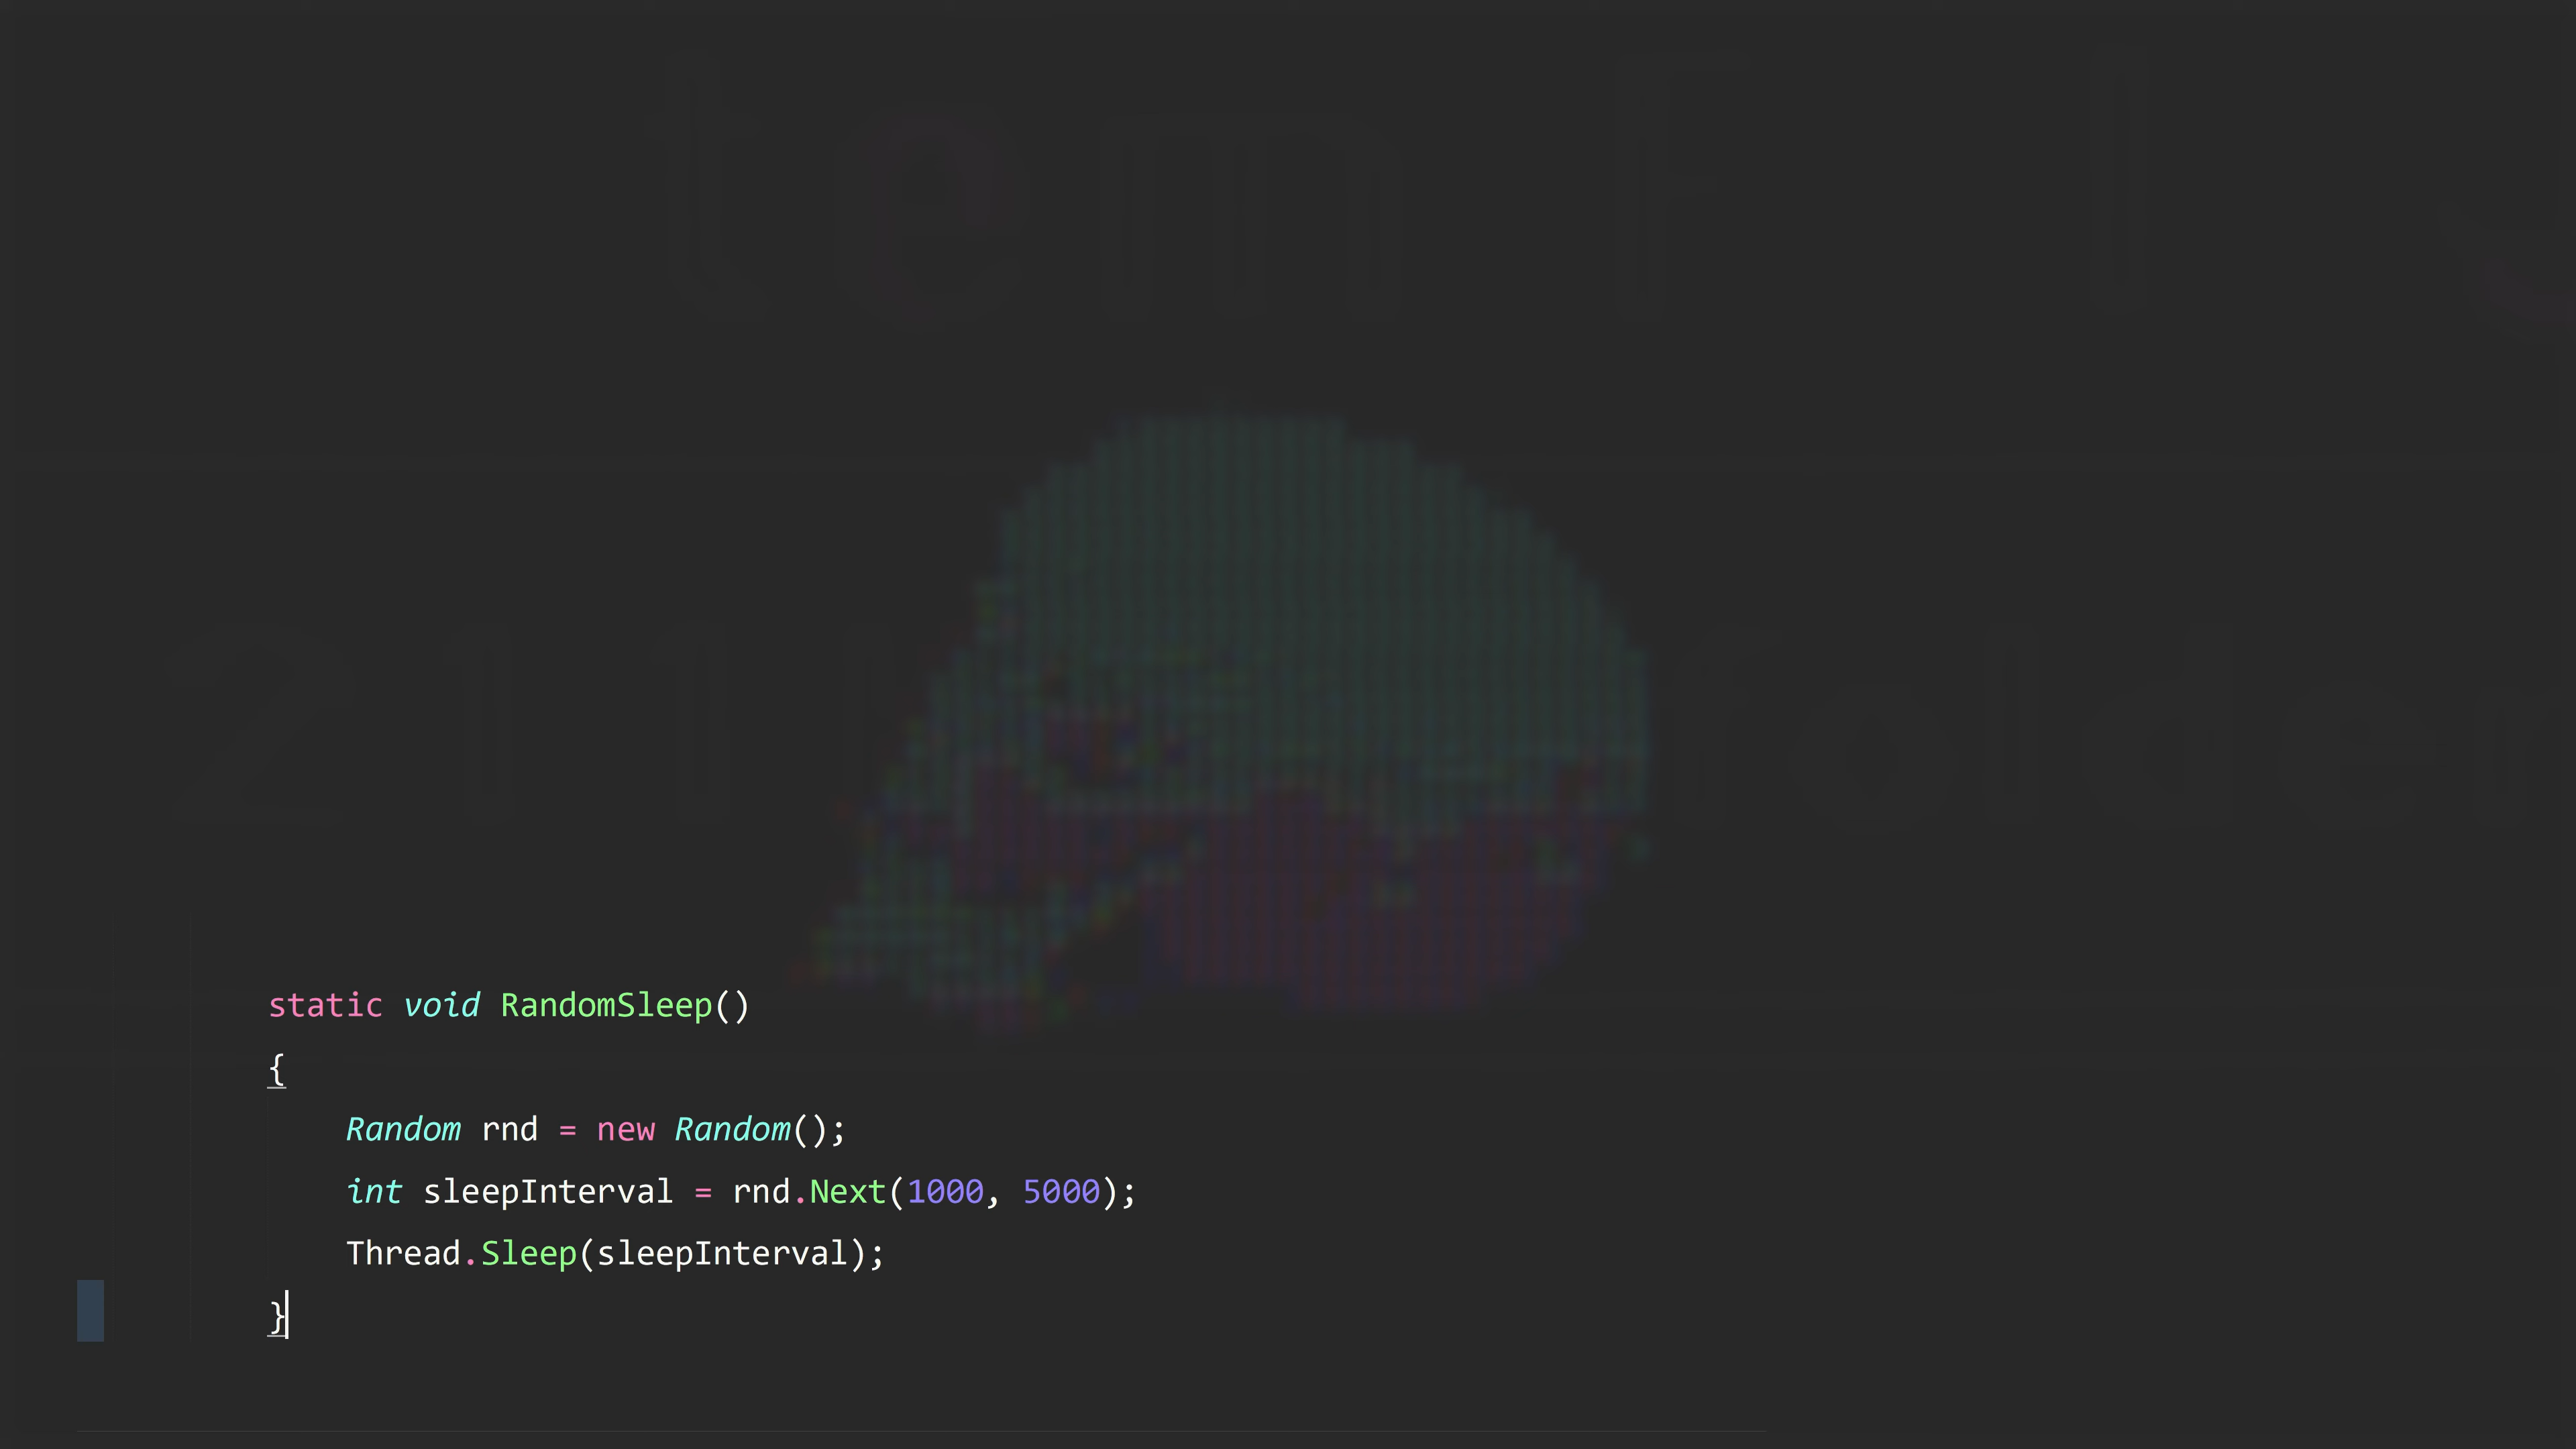 static void RandomSleep()
{
    Random rnd = new Random();
    int sleepInterval = rnd.Next(1000, 5000);
    Thread.Sleep(sleepInterval);
}